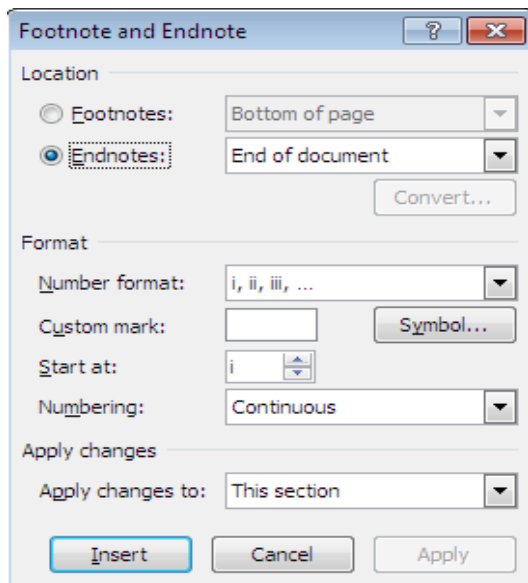 Footnote and Endnote
Location
Footnotes: Bottom of page
Endnotes: End of document
Convert...
Format
Number format: i, ii, iii, ...
Custom mark: Symbol...
Start at: i
Numbering: Continuous
Apply changes
Apply changes to: This section
Insert Cancel Apply